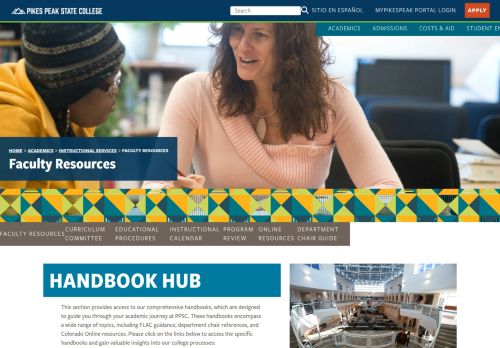 PIKES PEAK STATE COLLEGE
Search
SITIO EN ESPAÑOL
MYPIKESPEAK PORTAL LOGIN
APPLY
ACADEMICS
ADMISSIONS
COSTS & AID
STUDENT EN
HOME > ACADEMICS > INSTRUCTIONAL SERVICES > FACULTY RESOURCES
Faculty Resources
FACULTY RESOURCES
CURRICULUM
COMMITTEE
EDUCATIONAL
PROCEDURES
INSTRUCTIONAL
CALENDAR
PROGRAM
REVIEW
ONLINE
RESOURCES
DEPARTMENT
CHAIR GUIDE
HANDBOOK HUB
This section provides access to our comprehensive handbooks, which are
designed to guide you through your academic journey at PPSC. These handbooks encompass
a wide range of topics, including FLAC guidance, department chair references, and
Colorado Online resources. Please click on the links below to access the specific
handbooks and gain valuable insights into our college processes: